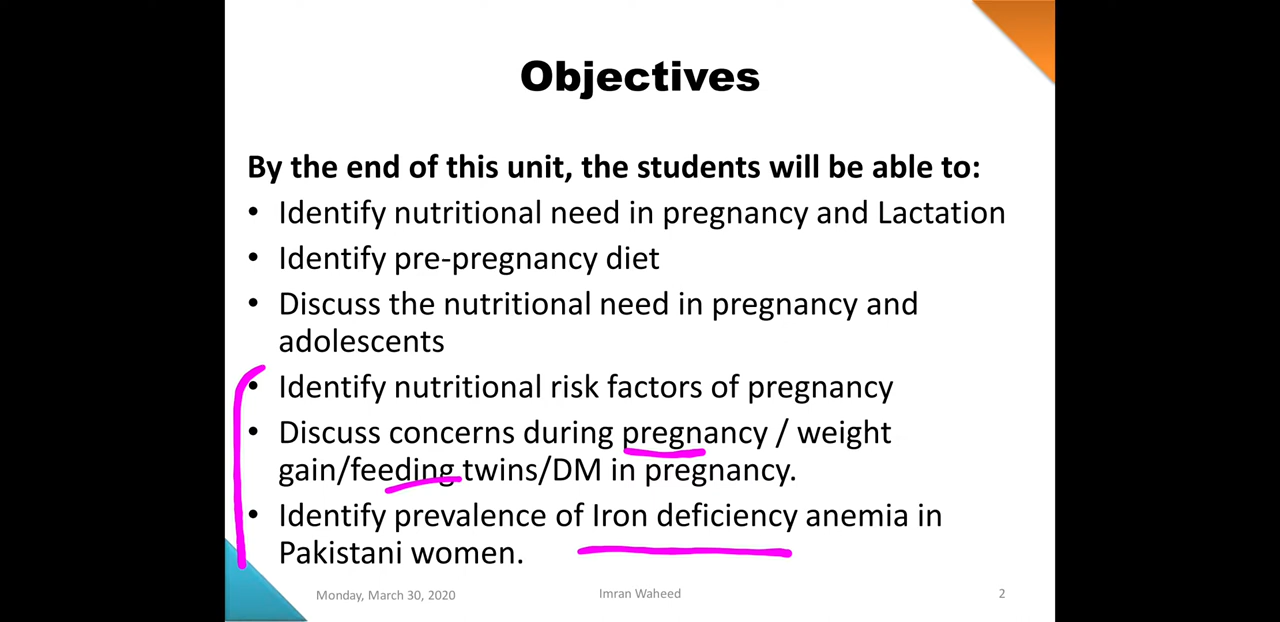 Objectives
By the end of this unit, the students will be able to:
• Identify nutritional need in pregnancy and Lactation
• Identify pre-pregnancy diet
• Discuss the nutritional need in pregnancy and
adolescents
• Identify nutritional risk factors of pregnancy
• Discuss concerns during pregnancy / weight
gain/feeding twins/DM in pregnancy.
• Identify prevalence of Iron deficiency anemia in
Pakistani women.
Monday, March 30, 2020
Imran Waheed
2